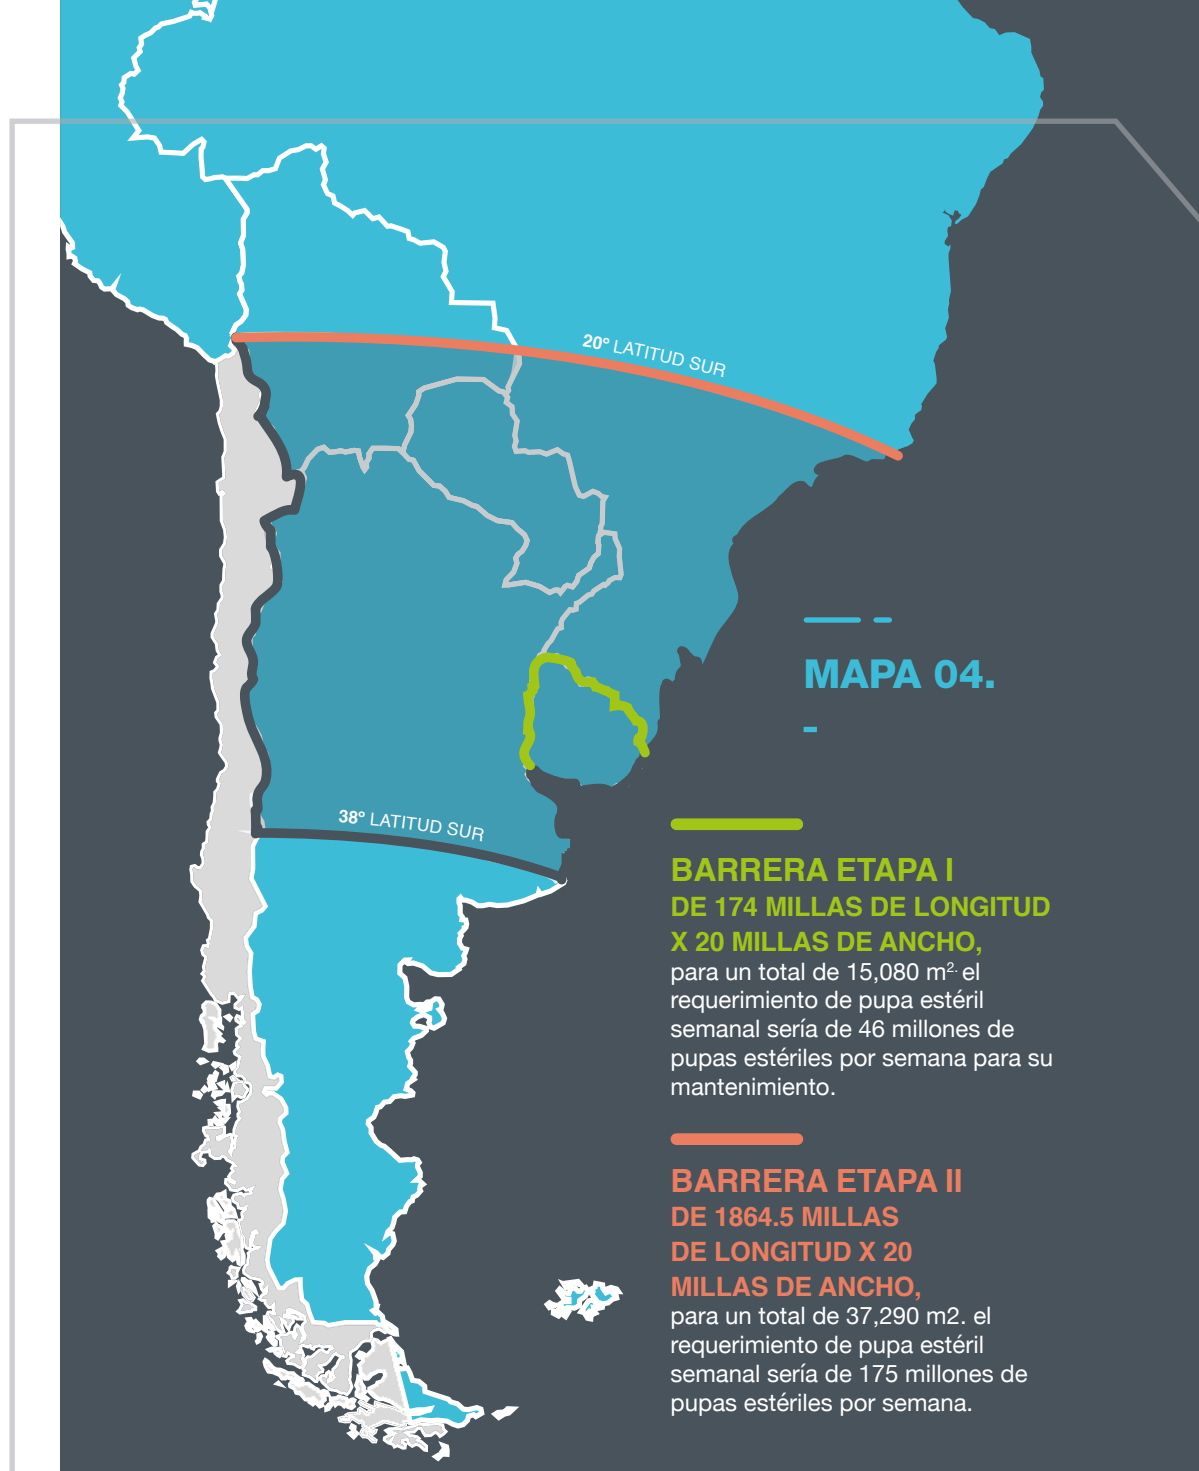 20º LATITUD SUR
MAPA 04.
-
38º LATITUD SUR
BARRERA ETAPA I
DE 174 MILLAS DE LONGITUD
X 20 MILLAS DE ANCHO,
para un total de 15,080 m². el
requerimiento de pupa estéril
semanal sería de 46 millones de
pupas estériles por semana para su
mantenimiento.
BARRERA ETAPA II
DE 1864.5 MILLAS
DE LONGITUD X 20
MILLAS DE ANCHO,
para un total de 37,290 m2. el
requerimiento de pupa estéril
semanal sería de 175 millones de
pupas estériles por semana.